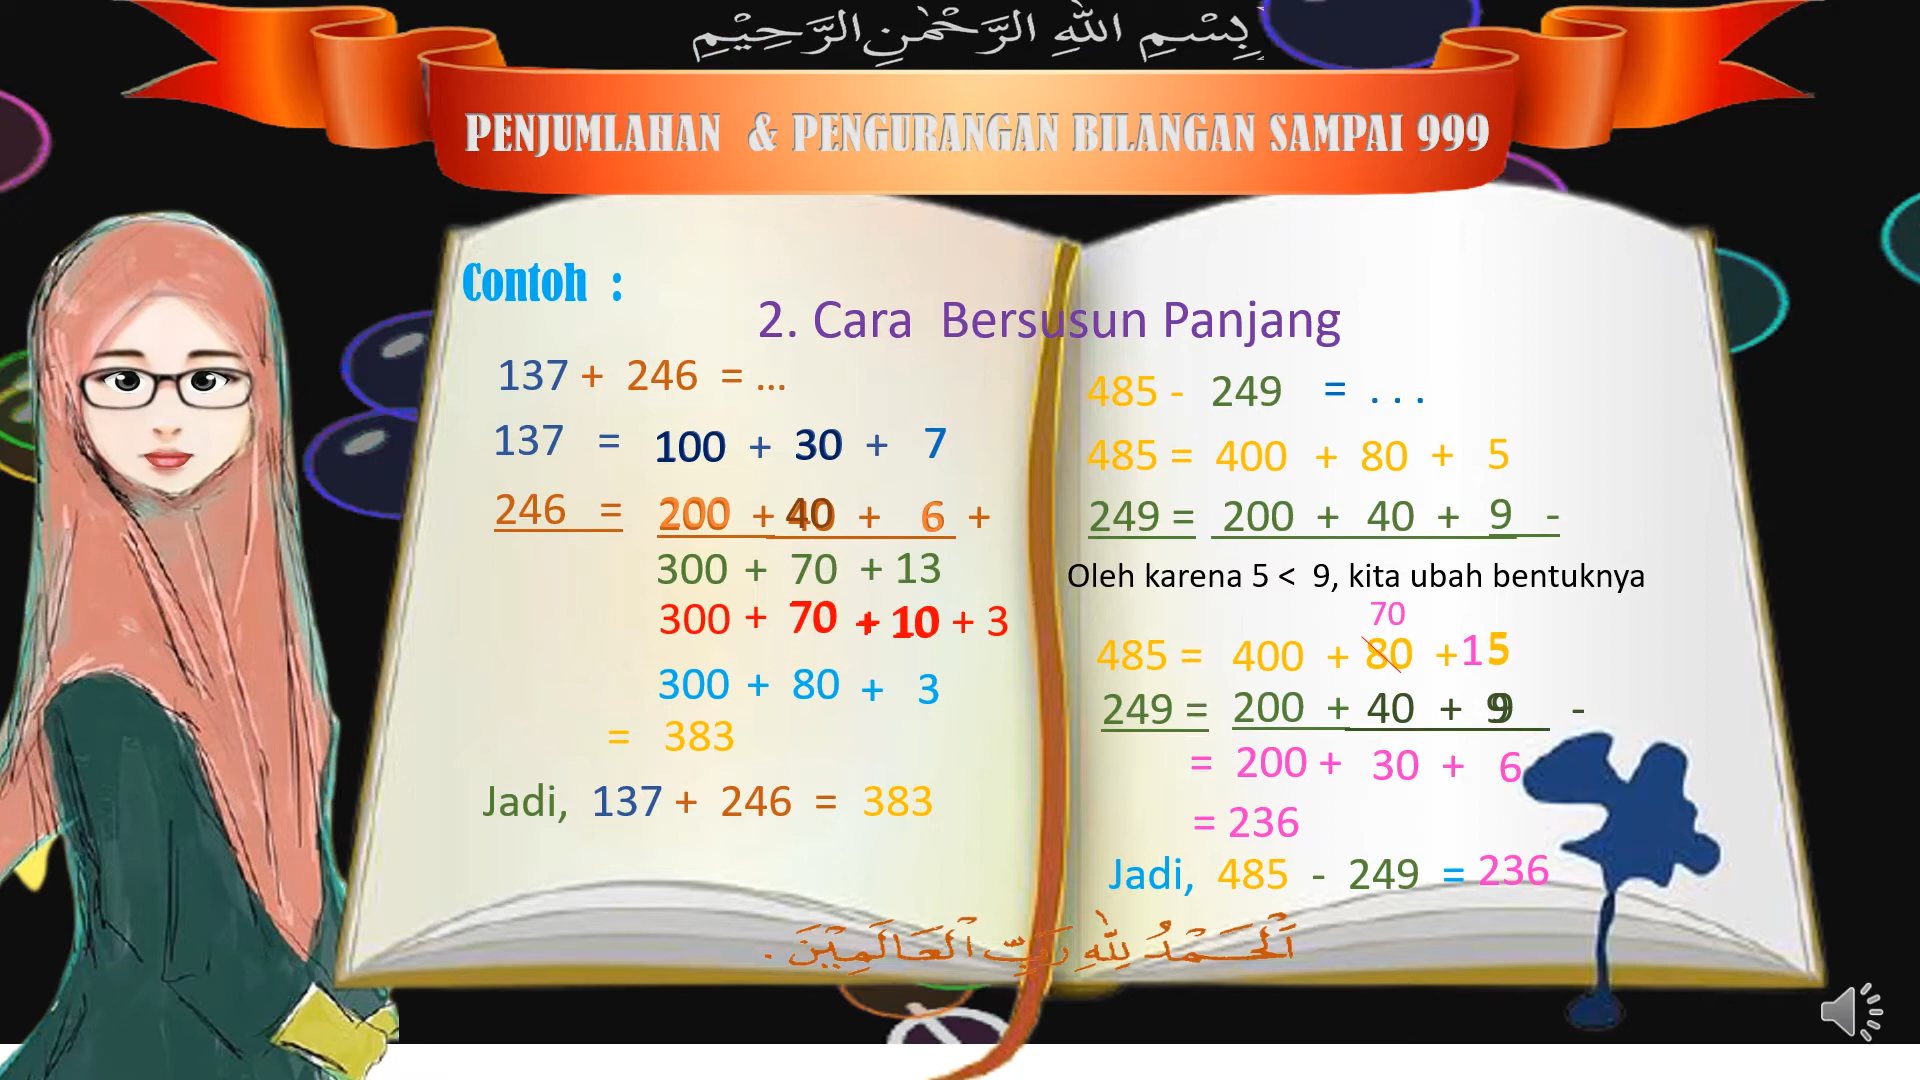 بِسْمِ اللهِ الرَّحْمٰنِ الرَّحِيْمِ
PENJUMLAHAN & PENGURANGAN BILANGAN SAMPAI 999
Contoh :
2. Cara Bersusun Panjang
137 + 246 = ...
137 = 100 + 30 + 7
246 = 200 + 40 + 6 +
300 + 70 + 13
300 + 70 + 10 + 3
300 + 80 + 3
= 383
Jadi, 137 + 246 = 383
485 - 249 = . . .
485 = 400 + 80 + 5
249 = 200 + 40 + 9 -
Oleh karena 5 < 9, kita ubah bentuknya
70
485 = 400 + 80 + 15
249 = 200 + 40 + 9 -
= 200 + 30 + 6
= 236
Jadi, 485 - 249 = 236
اَلْحَمْدُ لِلّٰهِ رَبِّ الْعَالَمِيْنَ .